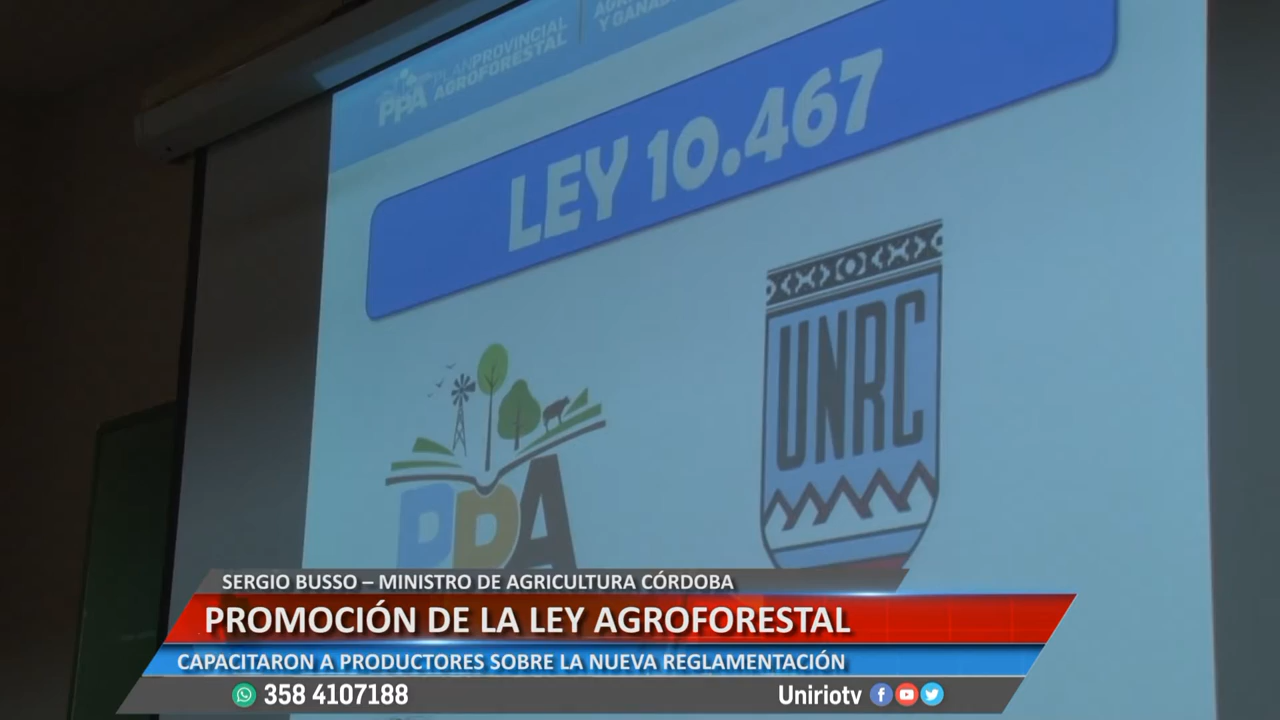 PPA PLAN PROVINCIAL
AGROFORESTAL
Y GANAD
LEY 10.467
UNRC
PPA
SERGIO BUSSO – MINISTRO DE AGRICULTURA CÓRDOBA
PROMOCIÓN DE LA LEY AGROFORESTAL
CAPACITARON A PRODUCTORES SOBRE LA NUEVA REGLAMENTACIÓN
358 4107188 Uniriotv